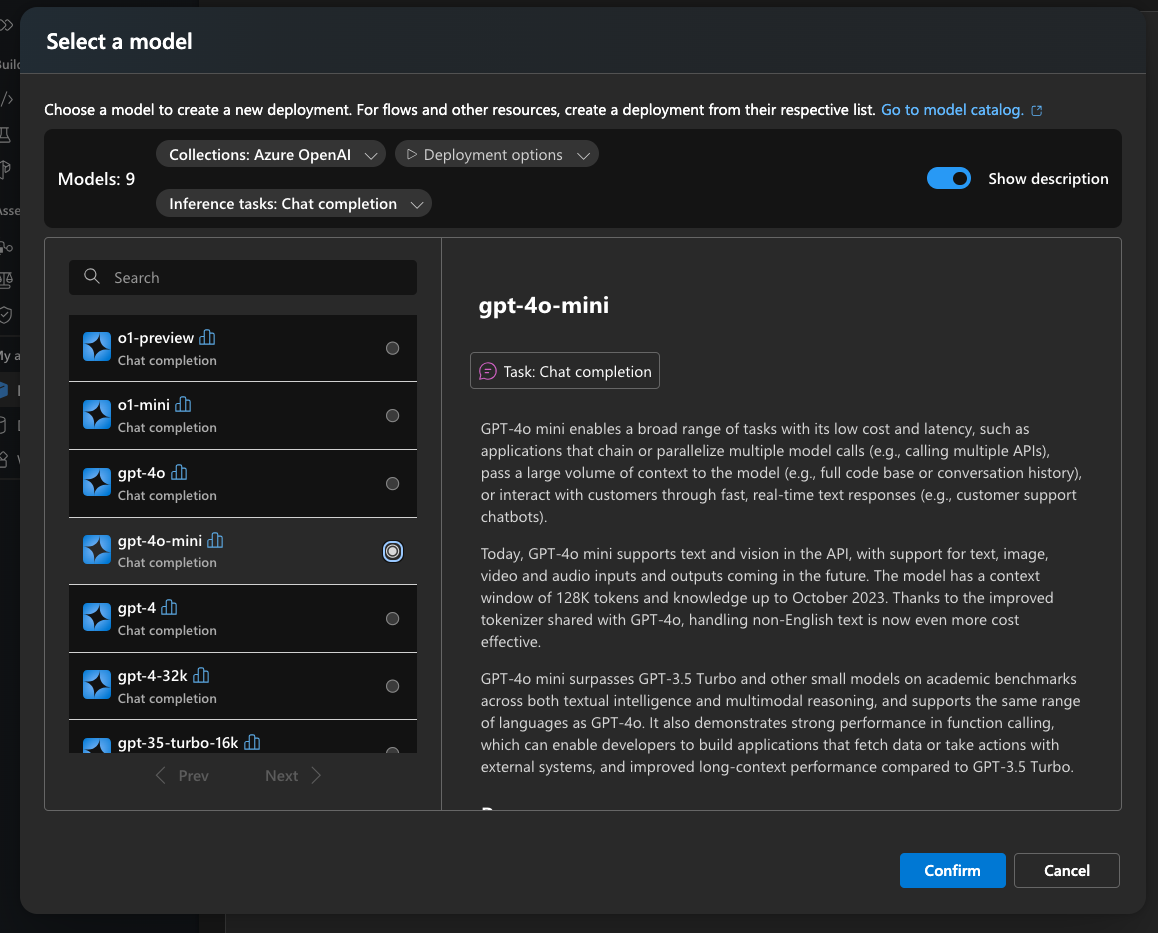 Select a model
Choose a model to create a new deployment. For flows and other resources, create a deployment from their respective list. Go to model catalog.
Models: 9
Collections: Azure OpenAI
Deployment options
Inference tasks: Chat completion
Show description
Search
o1-preview
Chat completion
o1-mini
Chat completion
gpt-4o
Chat completion
gpt-4o-mini
Chat completion
gpt-4
Chat completion
gpt-4-32k
Chat completion
gpt-35-turbo-16k
Prev
Next
gpt-4o-mini
Task: Chat completion
GPT-4o mini enables a broad range of tasks with its low cost and latency, such as
applications that chain or parallelize multiple model calls (e.g., calling multiple APIs),
pass a large volume of context to the model (e.g., full code base or conversation history),
or interact with customers through fast, real-time text responses (e.g., customer support
chatbots).
Today, GPT-4o mini supports text and vision in the API, with support for text, image,
video and audio inputs and outputs coming in the future. The model has a context
window of 128K tokens and knowledge up to October 2023. Thanks to the improved
tokenizer shared with GPT-4o, handling non-English text is now even more cost
effective.
GPT-4o mini surpasses GPT-3.5 Turbo and other small models on academic benchmarks
across both textual intelligence and multimodal reasoning, and supports the same range
of languages as GPT-4o. It also demonstrates strong performance in function calling,
which can enable developers to build applications that fetch data or take actions with
external systems, and improved long-context performance compared to GPT-3.5 Turbo.
Confirm
Cancel